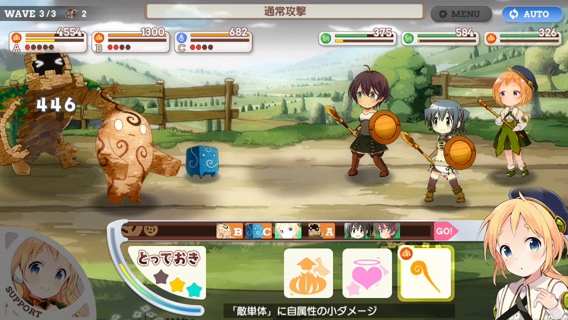 WAVE 3/3 2
通常攻撃
MENU
AUTO
4554
A
1300
B
682
C
375
584
326
446
B C A GO!
とっておき
SUPPORT
「敵単体」に自属性の小ダメージ